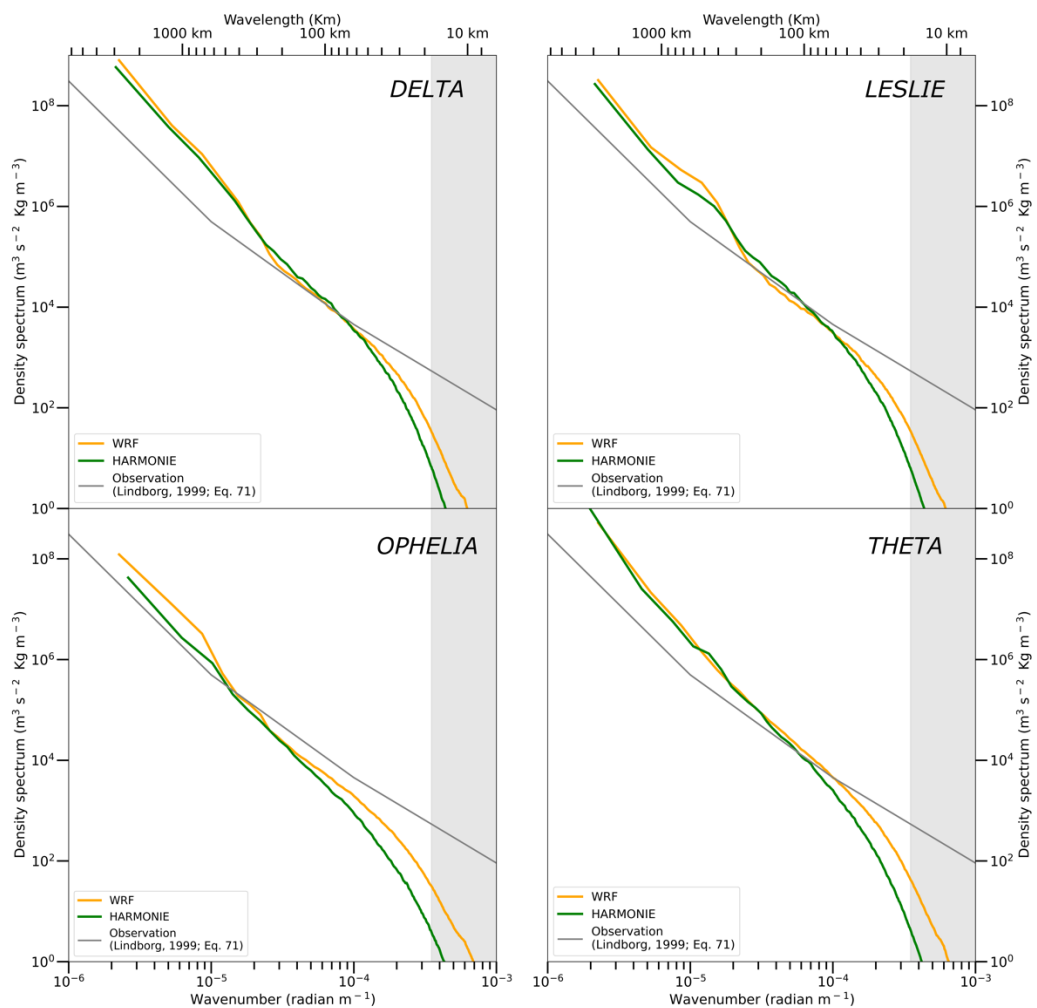 Wavelength (Km)
1000 km 100 km 10 km
Wavelength (Km)
1000 km 100 km 10 km
DELTA
LESLIE
Density spectrum (m³ s⁻² Kg m⁻³)
10⁸
10⁶
10⁴
10²
10⁰
WRF
HARMONIE
Observation
(Lindborg, 1999; Eq. 71)
WRF
HARMONIE
Observation
(Lindborg, 1999; Eq. 71)
10⁸
10⁶
10⁴
10²
10⁰
Density spectrum (m³ s⁻² Kg m⁻³)
OPHELIA
THETA
Density spectrum (m³ s⁻² Kg m⁻³)
10⁸
10⁶
10⁴
10²
10⁰
WRF
HARMONIE
Observation
(Lindborg, 1999; Eq. 71)
WRF
HARMONIE
Observation
(Lindborg, 1999; Eq. 71)
10⁸
10⁶
10⁴
10²
10⁰
Density spectrum (m³ s⁻² Kg m⁻³)
10⁻⁶ 10⁻⁵ 10⁻⁴ 10⁻³
Wavenumber (radian m⁻¹)
10⁻⁶ 10⁻⁵ 10⁻⁴ 10⁻³
Wavenumber (radian m⁻¹)